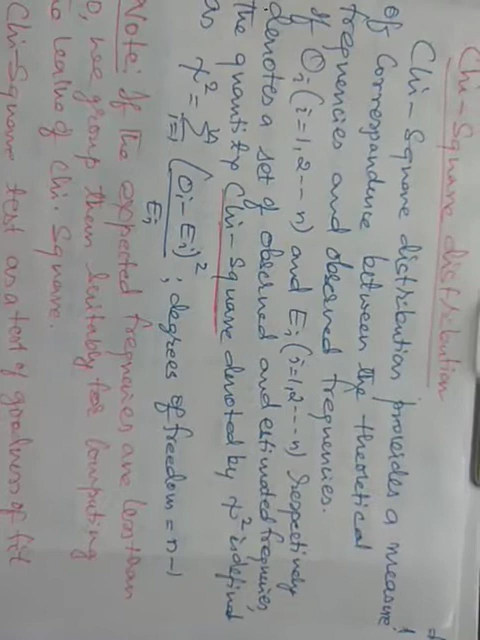 Chi-Square distribution
Chi-Square distribution provides a measure
of correspondence between the theoretical
frequencies and observed frequencies.
If Oi (i=1,2---n) and Ei (i=1,2---n) respectively
denotes a set of observed and estimated frequencies,
the quantity Chi-square denoted by χ² is defined
as χ² = Σ i=1 n (Oi-Ei)² / Ei ; degrees of freedom = n-1
Note: If the expected frequencies are less than
10, we group them suitably for computing
the value of Chi-Square.
Chi-Square test as a test of goodness of fit